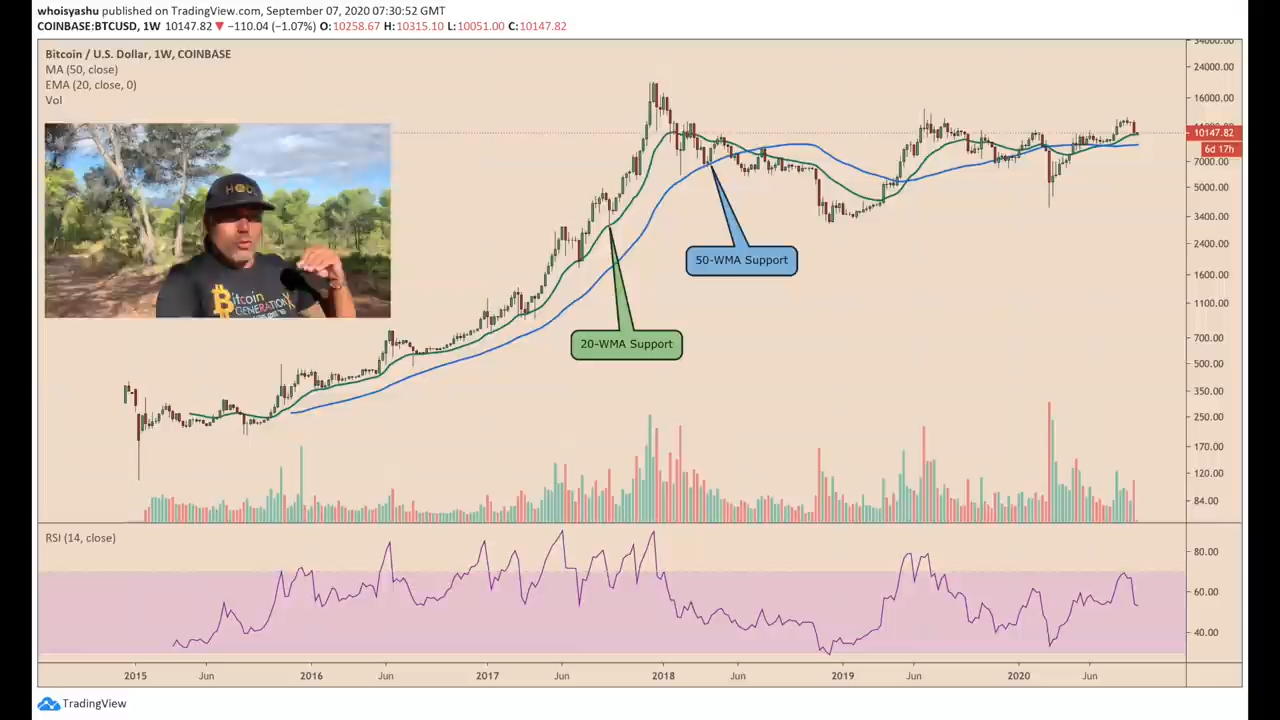 whoisyashu published on TradingView.com, September 07, 2020 07:30:52 GMT
COINBASE:BTCUSD, 1W 10147.82 ▼ −110.04 (−1.07%) O:10258.67 H:10315.10 L:10051.00 C:10147.82
Bitcoin / U.S. Dollar, 1W, COINBASE
MA (50, close)
EMA (20, close, 0)
Vol
34000.00
24000.00
16000.00
10147.82
6d 17h
7000.00
5000.00
3400.00
2400.00
1600.00
1100.00
700.00
500.00
350.00
250.00
170.00
120.00
84.00
Bitcoin
GENERATION X
50-WMA Support
20-WMA Support
RSI (14, close)
80.00
60.00
40.00
2015 Jun 2016 Jun 2017 Jun 2018 Jun 2019 Jun 2020 Jun
TradingView